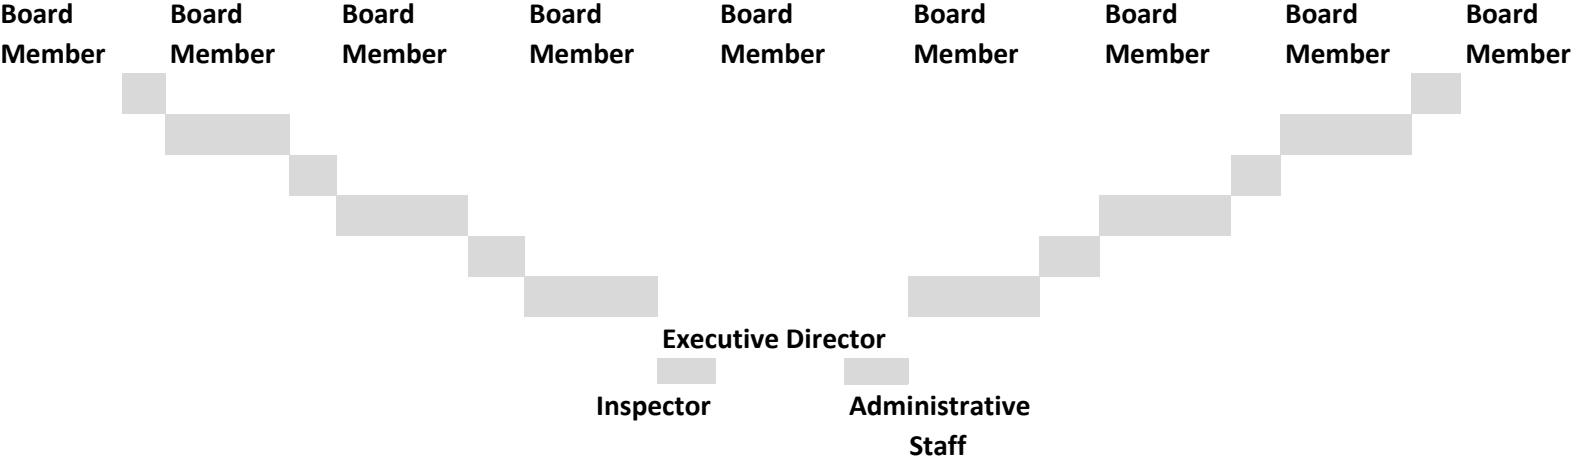 Board Board Board Board Board Board Board Board Board
Member Member Member Member Member Member Member Member Member
Executive Director
Inspector Administrative
Staff